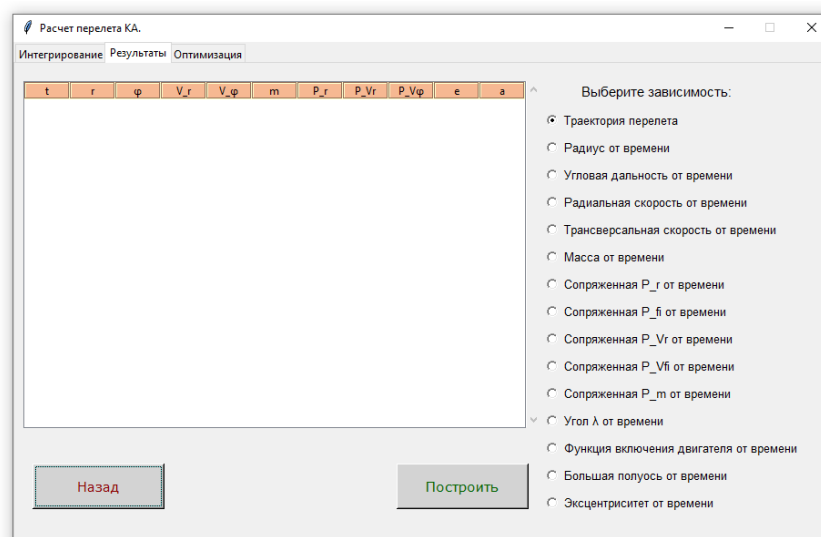 Расчет перелета КА.
Интегрирование Результаты Оптимизация
t r φ V_r V_φ m P_r P_Vr P_Vφ e a
Выберите зависимость:
Траектория перелета
Радиус от времени
Угловая дальность от времени
Радиальная скорость от времени
Трансверсальная скорость от времени
Масса от времени
Сопряженная P_r от времени
Сопряженная P_fi от времени
Сопряженная P_Vr от времени
Сопряженная P_Vfi от времени
Сопряженная P_m от времени
Угол λ от времени
Функция включения двигателя от времени
Большая полуось от времени
Эксцентриситет от времени
Назад
Построить